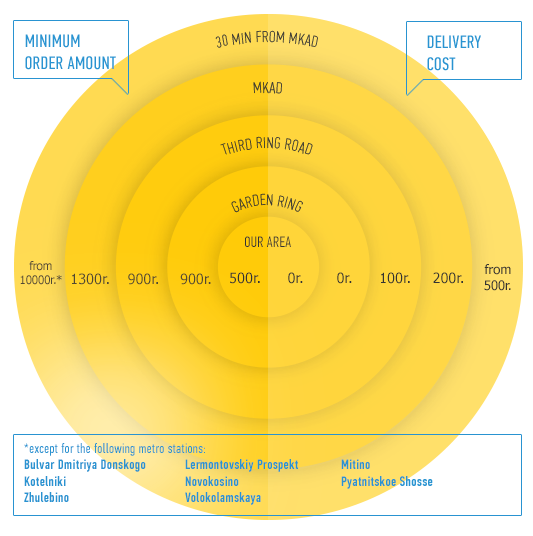 30 MIN FROM MKAD
MINIMUM
ORDER AMOUNT
DELIVERY
COST
MKAD
THIRD RING ROAD
GARDEN RING
OUR AREA
from
10000r.*
1300r.
900r.
900r.
500r.
0r.
0r.
100r.
200r.
from
500r.
*except for the following metro stations:
Bulvar Dmitriya Donskogo
Kotelniki
Zhulebino
Lermontovskiy Prospekt
Novokosino
Volokolamskaya
Mitino
Pyatnitskoe Shosse